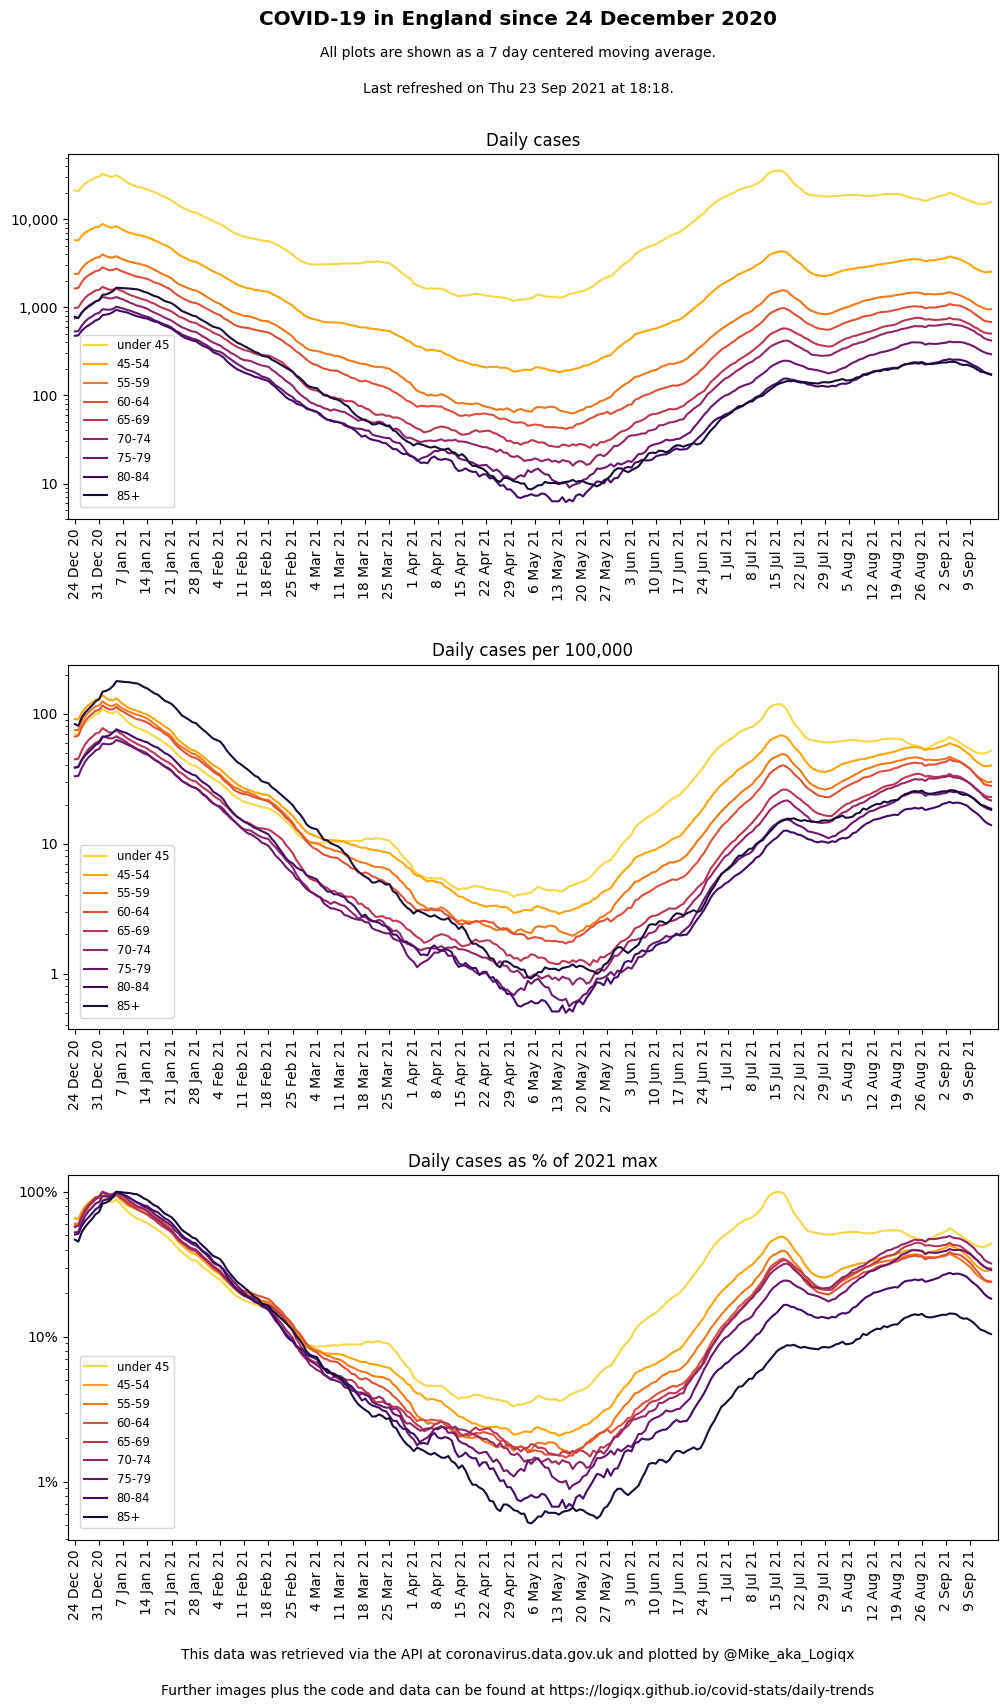 COVID-19 in England since 24 December 2020
All plots are shown as a 7 day centered moving average.
Last refreshed on Thu 23 Sep 2021 at 18:18.
Daily cases
10,000
1,000
100
10
under 45
45-54
55-59
60-64
65-69
70-74
75-79
80-84
85+
24 Dec 20
31 Dec 20
7 Jan 21
14 Jan 21
21 Jan 21
28 Jan 21
4 Feb 21
11 Feb 21
18 Feb 21
25 Feb 21
4 Mar 21
11 Mar 21
18 Mar 21
25 Mar 21
1 Apr 21
8 Apr 21
15 Apr 21
22 Apr 21
29 Apr 21
6 May 21
13 May 21
20 May 21
27 May 21
3 Jun 21
10 Jun 21
17 Jun 21
24 Jun 21
1 Jul 21
8 Jul 21
15 Jul 21
22 Jul 21
29 Jul 21
5 Aug 21
12 Aug 21
19 Aug 21
26 Aug 21
2 Sep 21
9 Sep 21
Daily cases per 100,000
100
10
1
under 45
45-54
55-59
60-64
65-69
70-74
75-79
80-84
85+
24 Dec 20
31 Dec 20
7 Jan 21
14 Jan 21
21 Jan 21
28 Jan 21
4 Feb 21
11 Feb 21
18 Feb 21
25 Feb 21
4 Mar 21
11 Mar 21
18 Mar 21
25 Mar 21
1 Apr 21
8 Apr 21
15 Apr 21
22 Apr 21
29 Apr 21
6 May 21
13 May 21
20 May 21
27 May 21
3 Jun 21
10 Jun 21
17 Jun 21
24 Jun 21
1 Jul 21
8 Jul 21
15 Jul 21
22 Jul 21
29 Jul 21
5 Aug 21
12 Aug 21
19 Aug 21
26 Aug 21
2 Sep 21
9 Sep 21
Daily cases as % of 2021 max
100%
10%
1%
under 45
45-54
55-59
60-64
65-69
70-74
75-79
80-84
85+
24 Dec 20
31 Dec 20
7 Jan 21
14 Jan 21
21 Jan 21
28 Jan 21
4 Feb 21
11 Feb 21
18 Feb 21
25 Feb 21
4 Mar 21
11 Mar 21
18 Mar 21
25 Mar 21
1 Apr 21
8 Apr 21
15 Apr 21
22 Apr 21
29 Apr 21
6 May 21
13 May 21
20 May 21
27 May 21
3 Jun 21
10 Jun 21
17 Jun 21
24 Jun 21
1 Jul 21
8 Jul 21
15 Jul 21
22 Jul 21
29 Jul 21
5 Aug 21
12 Aug 21
19 Aug 21
26 Aug 21
2 Sep 21
9 Sep 21
This data was retrieved via the API at coronavirus.data.gov.uk and plotted by @Mike_aka_Logiqx
Further images plus the code and data can be found at https://logiqx.github.io/covid-stats/daily-trends